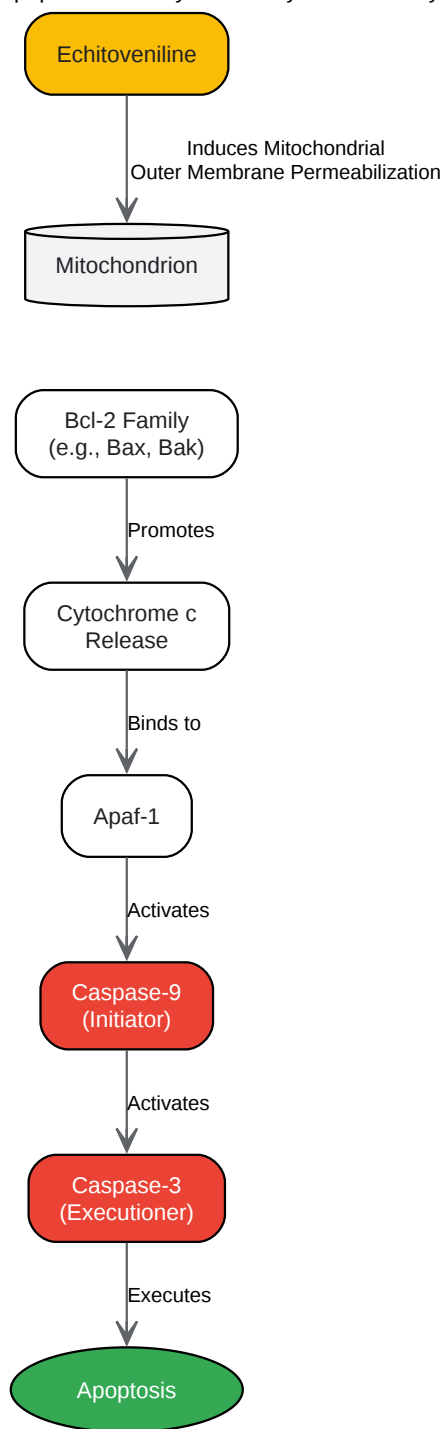 Echitoveniline
Induces Mitochondrial
Outer Membrane Permeabilization
Mitochondrion
Bcl-2 Family
(e.g., Bax, Bak)
Promotes
Cytochrome c
Release
Binds to
Apaf-1
Activates
Caspase-9
(Initiator)
Activates
Caspase-3
(Executioner)
Executes
Apoptosis